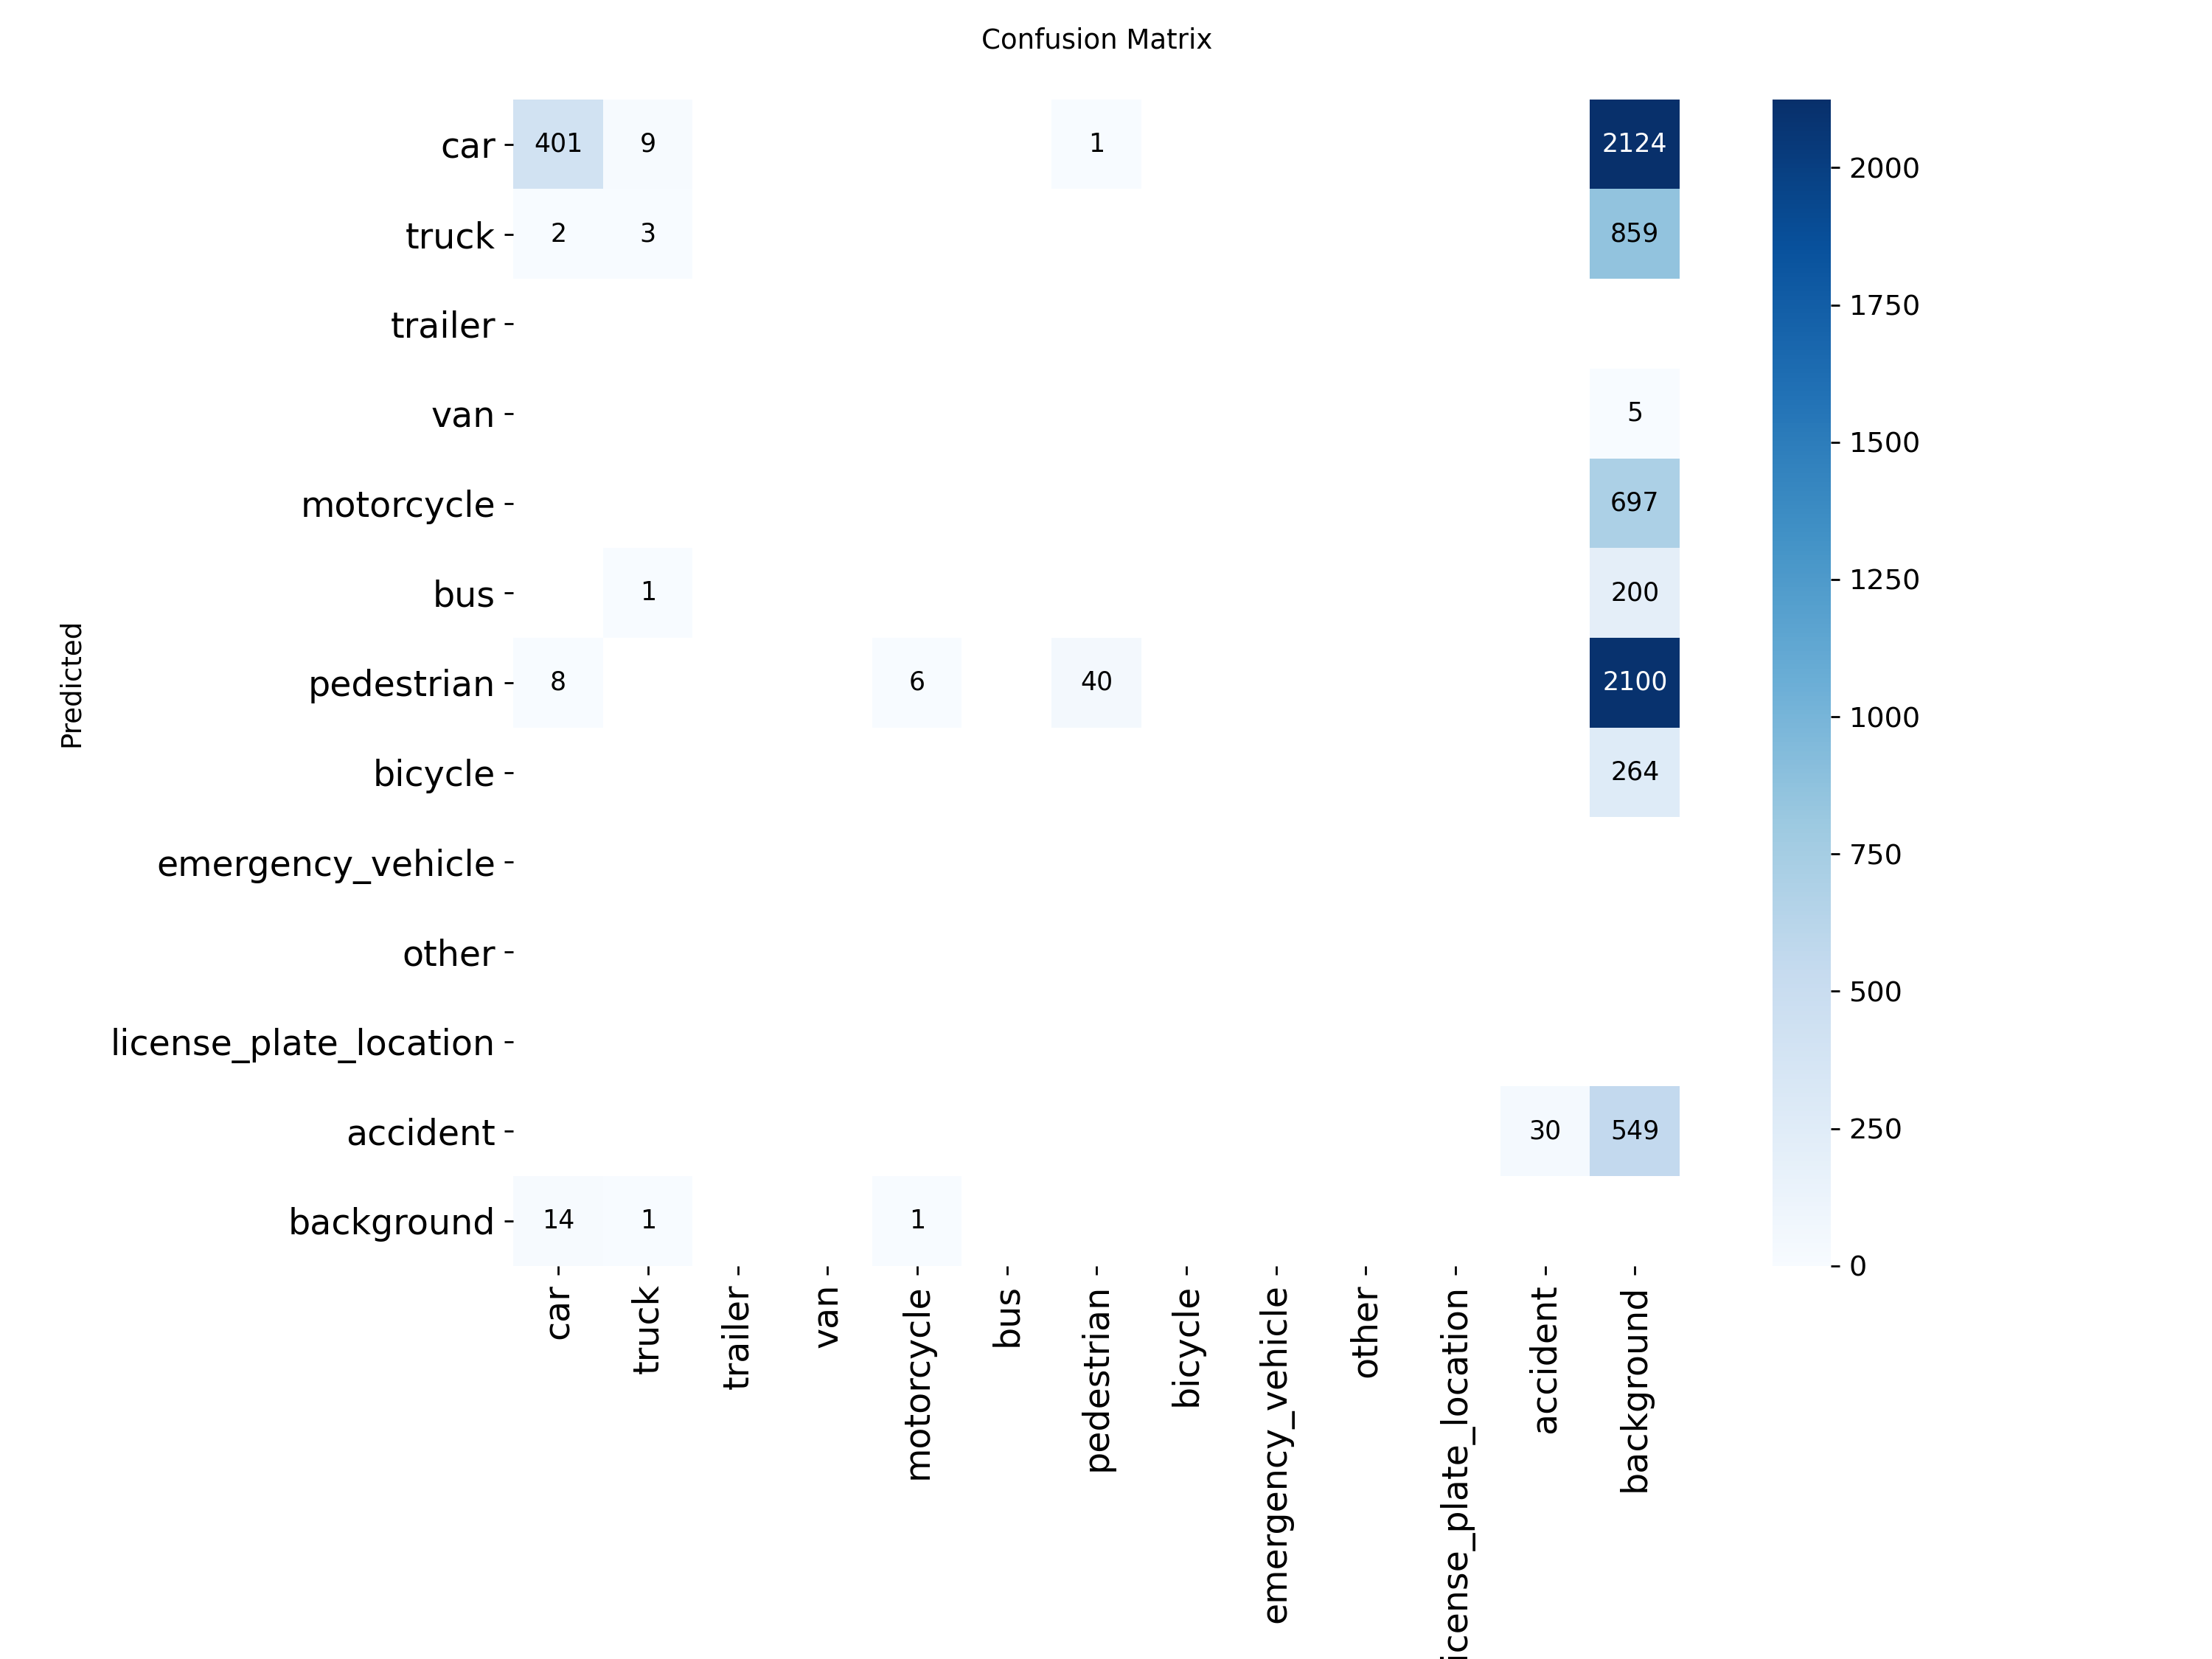 Confusion Matrix
car 401 9 1 2124
truck 2 3 859
trailer
van 5
motorcycle 697
bus 1 200
pedestrian 8 6 40 2100
bicycle 264
emergency_vehicle
other
license_plate_location
accident 30 549
background 14 1 1
Predicted
car truck trailer van motorcycle bus pedestrian bicycle emergency_vehicle other icense_plate_location accident background
2000
1750
1500
1250
1000
750
500
250
0